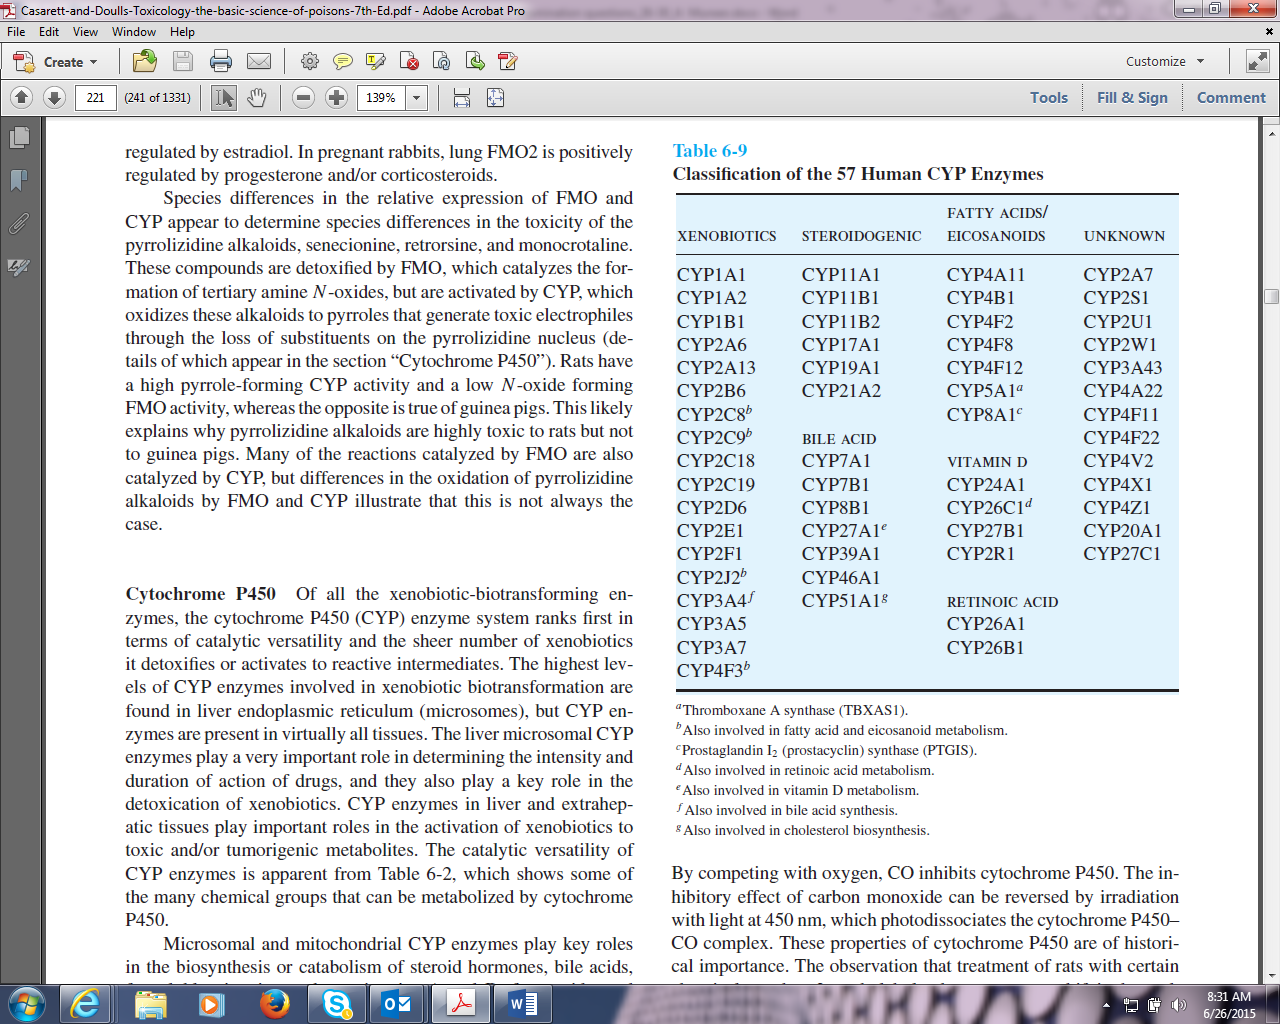 Casarett-and-Doulls-Toxicology-the-basic-science-of-poisons-7th-Ed.pdf - Adobe Acrobat Pro
File Edit View Window Help
Create
Customize
221 (241 of 1331)
139%
Tools Fill & Sign Comment
regulated by estradiol. In pregnant rabbits, lung FMO2 is positively
regulated by progesterone and/or corticosteroids.
Species differences in the relative expression of FMO and
CYP appear to determine species differences in the toxicity of the
pyrrolizidine alkaloids, senecionine, retrorsine, and monocrotaline.
These compounds are detoxified by FMO, which catalyzes the for-
mation of tertiary amine N-oxides, but are activated by CYP, which
oxidizes these alkaloids to pyrroles that generate toxic electrophiles
through the loss of substituents on the pyrrolizidine nucleus (de-
tails of which appear in the section “Cytochrome P450”). Rats have
a high pyrrole-forming CYP activity and a low N-oxide forming
FMO activity, whereas the opposite is true of guinea pigs. This likely
explains why pyrrolizidine alkaloids are highly toxic to rats but not
to guinea pigs. Many of the reactions catalyzed by FMO are also
catalyzed by CYP, but differences in the oxidation of pyrrolizidine
alkaloids by FMO and CYP illustrate that this is not always the
case.
Cytochrome P450 Of all the xenobiotic-biotransforming en-
zymes, the cytochrome P450 (CYP) enzyme system ranks first in
terms of catalytic versatility and the sheer number of xenobiotics
it detoxifies or activates to reactive intermediates. The highest lev-
els of CYP enzymes involved in xenobiotic biotransformation are
found in liver endoplasmic reticulum (microsomes), but CYP en-
zymes are present in virtually all tissues. The liver microsomal CYP
enzymes play a very important role in determining the intensity and
duration of action of drugs, and they also play a key role in the
detoxication of xenobiotics. CYP enzymes in liver and extrahep-
atic tissues play important roles in the activation of xenobiotics to
toxic and/or tumorigenic metabolites. The catalytic versatility of
CYP enzymes is apparent from Table 6-2, which shows some of
the many chemical groups that can be metabolized by cytochrome
P450.
Microsomal and mitochondrial CYP enzymes play key roles
in the biosynthesis or catabolism of steroid hormones, bile acids,
Table 6-9
Classification of the 57 Human CYP Enzymes
FATTY ACIDS/
XENOBIOTICS STEROIDOGENIC EICOSANOIDS UNKNOWN
CYP1A1 CYP11A1 CYP4A11 CYP2A7
CYP1A2 CYP11B1 CYP4B1 CYP2S1
CYP1B1 CYP11B2 CYP4F2 CYP2U1
CYP2A6 CYP17A1 CYP4F8 CYP2W1
CYP2A13 CYP19A1 CYP4F12 CYP3A43
CYP2B6 CYP21A2 CYP5A1ᵃ CYP4A22
CYP2C8ᵇ CYP8A1ᶜ CYP4F11
CYP2C9ᵇ BILE ACID CYP4F22
CYP2C18 CYP7A1 VITAMIN D CYP4V2
CYP2C19 CYP7B1 CYP24A1 CYP4X1
CYP2D6 CYP8B1 CYP26C1ᵈ CYP4Z1
CYP2E1 CYP27A1ᵉ CYP27B1 CYP20A1
CYP2F1 CYP39A1 CYP2R1 CYP27C1
CYP2J2ᵇ CYP46A1
CYP3A4ᶠ CYP51A1ᵍ RETINOIC ACID
CYP3A5 CYP26A1
CYP3A7 CYP26B1
CYP4F3ᵇ
ᵃ Thromboxane A synthase (TBXAS1).
ᵇ Also involved in fatty acid and eicosanoid metabolism.
ᶜ Prostaglandin I₂ (prostacyclin) synthase (PTGIS).
ᵈ Also involved in retinoic acid metabolism.
ᵉ Also involved in vitamin D metabolism.
ᶠ Also involved in bile acid synthesis.
ᵍ Also involved in cholesterol biosynthesis.
By competing with oxygen, CO inhibits cytochrome P450. The in-
hibitory effect of carbon monoxide can be reversed by irradiation
with light at 450 nm, which photodissociates the cytochrome P450–
CO complex. These properties of cytochrome P450 are of histori-
cal importance. The observation that treatment of rats with certain
8:31 AM
6/26/2015